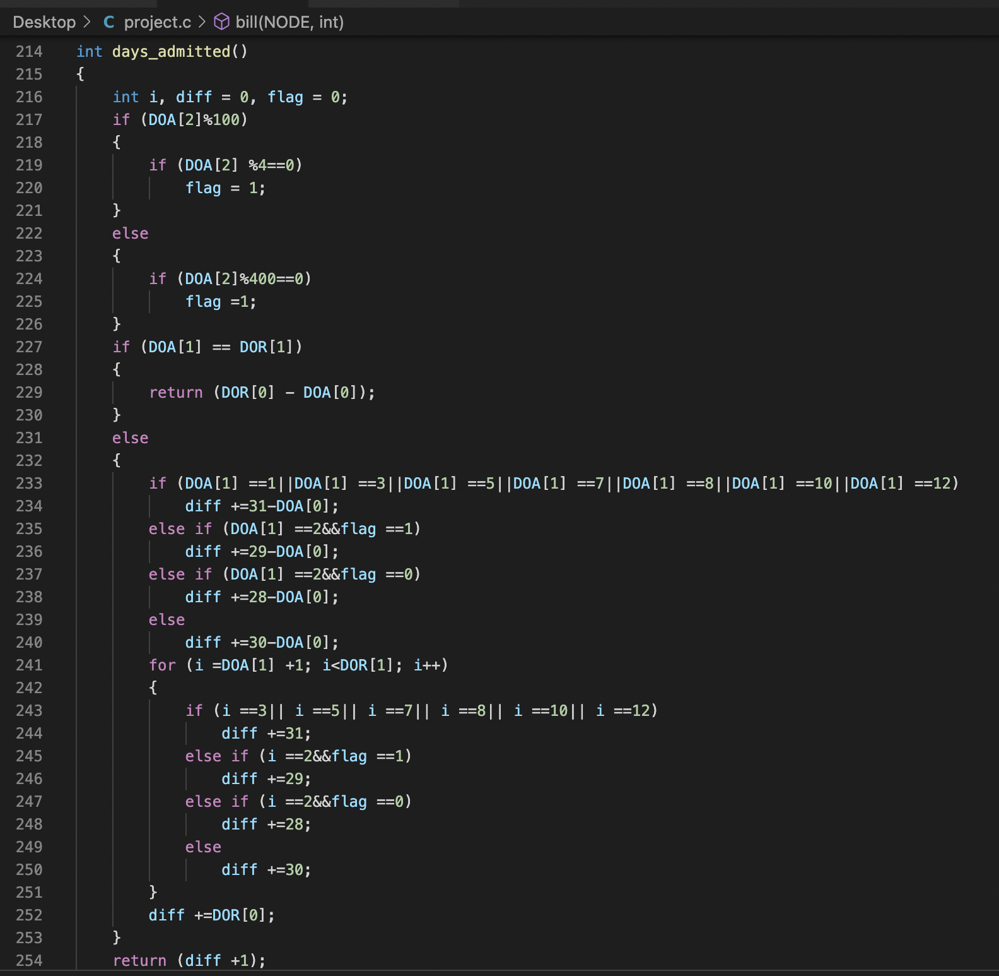 Desktop > C project.c > bill(NODE, int)
214 int days_admitted()
215 {
216 int i, diff = 0, flag = 0;
217 if (DOA[2]%100)
218 {
219 if (DOA[2] %4==0)
220 flag = 1;
221 }
222 else
223 {
224 if (DOA[2]%400==0)
225 flag =1;
226 }
227 if (DOA[1] == DOR[1])
228 {
229 return (DOR[0] - DOA[0]);
230 }
231 else
232 {
233 if (DOA[1] ==1||DOA[1] ==3||DOA[1] ==5||DOA[1] ==7||DOA[1] ==8||DOA[1] ==10||DOA[1] ==12)
234 diff +=31-DOA[0];
235 else if (DOA[1] ==2&&flag ==1)
236 diff +=29-DOA[0];
237 else if (DOA[1] ==2&&flag ==0)
238 diff +=28-DOA[0];
239 else
240 diff +=30-DOA[0];
241 for (i =DOA[1] +1; i<DOR[1]; i++)
242 {
243 if (i ==3|| i ==5|| i ==7|| i ==8|| i ==10|| i ==12)
244 diff +=31;
245 else if (i ==2&&flag ==1)
246 diff +=29;
247 else if (i ==2&&flag ==0)
248 diff +=28;
249 else
250 diff +=30;
251 }
252 diff +=DOR[0];
253 }
254 return (diff +1);